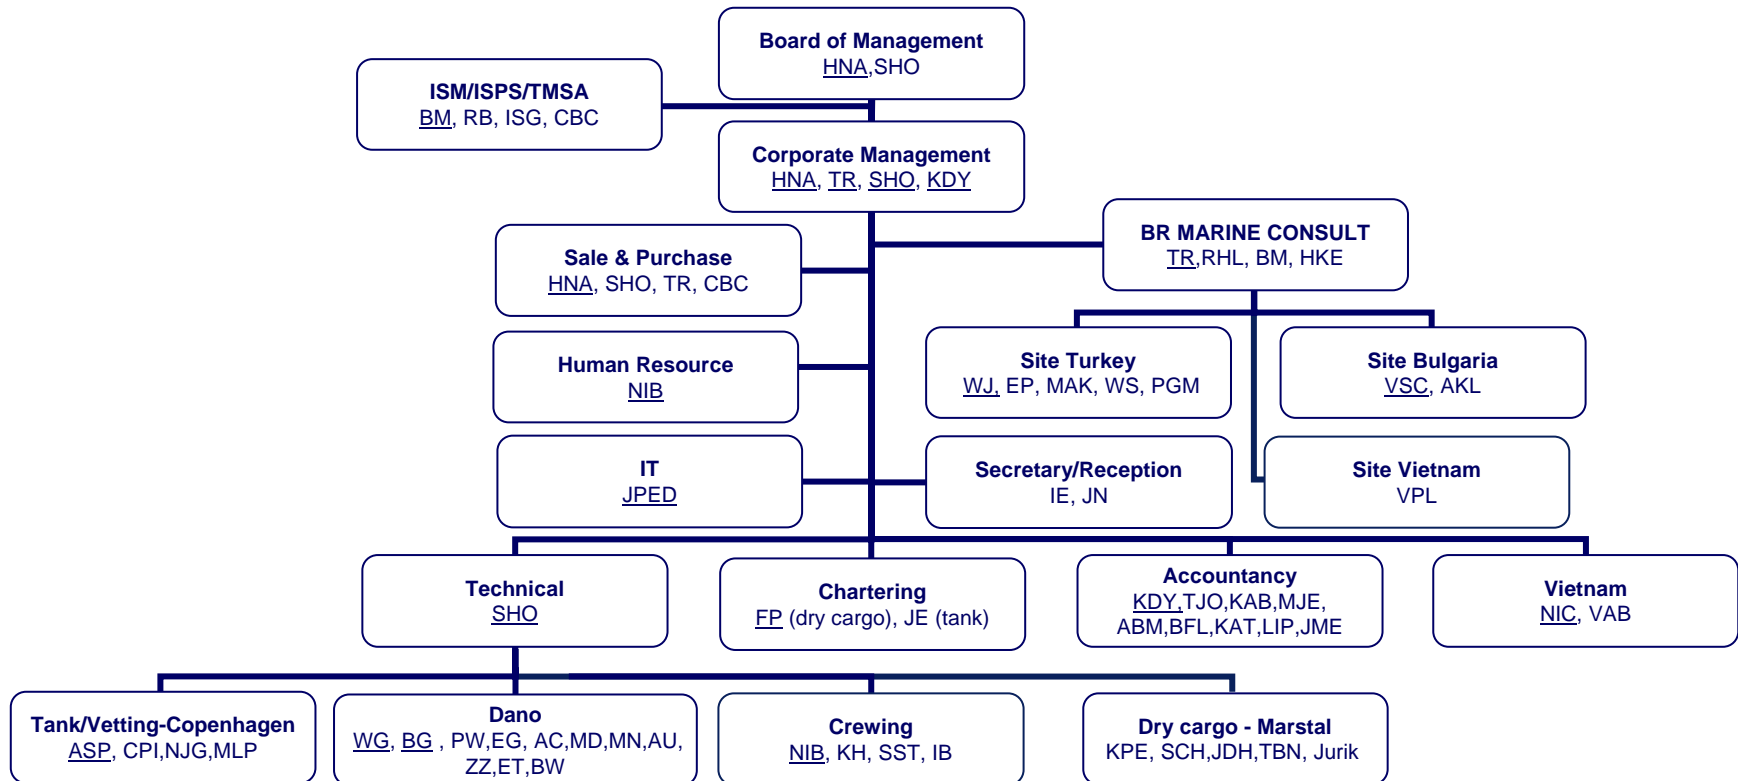 Board of Management
HNA,SHO
ISM/ISPS/TMSA
BM, RB, ISG, CBC
Corporate Management
HNA, TR, SHO, KDY
BR MARINE CONSULT
TR,RHL, BM, HKE
Sale & Purchase
HNA, SHO, TR, CBC
Human Resource
NIB
Site Turkey
WJ, EP, MAK, WS, PGM
Site Bulgaria
VSC, AKL
IT
JPED
Secretary/Reception
IE, JN
Site Vietnam
VPL
Technical
SHO
Chartering
FP (dry cargo), JE (tank)
Accountancy
KDY,TJO,KAB,MJE,
ABM,BFL,KAT,LIP,JME
Vietnam
NIC, VAB
Tank/Vetting-Copenhagen
ASP, CPI,NJG,MLP
Dano
WG, BG , PW,EG, AC,MD,MN,AU,
ZZ,ET,BW
Crewing
NIB, KH, SST, IB
Dry cargo - Marstal
KPE, SCH,JDH,TBN, Jurik